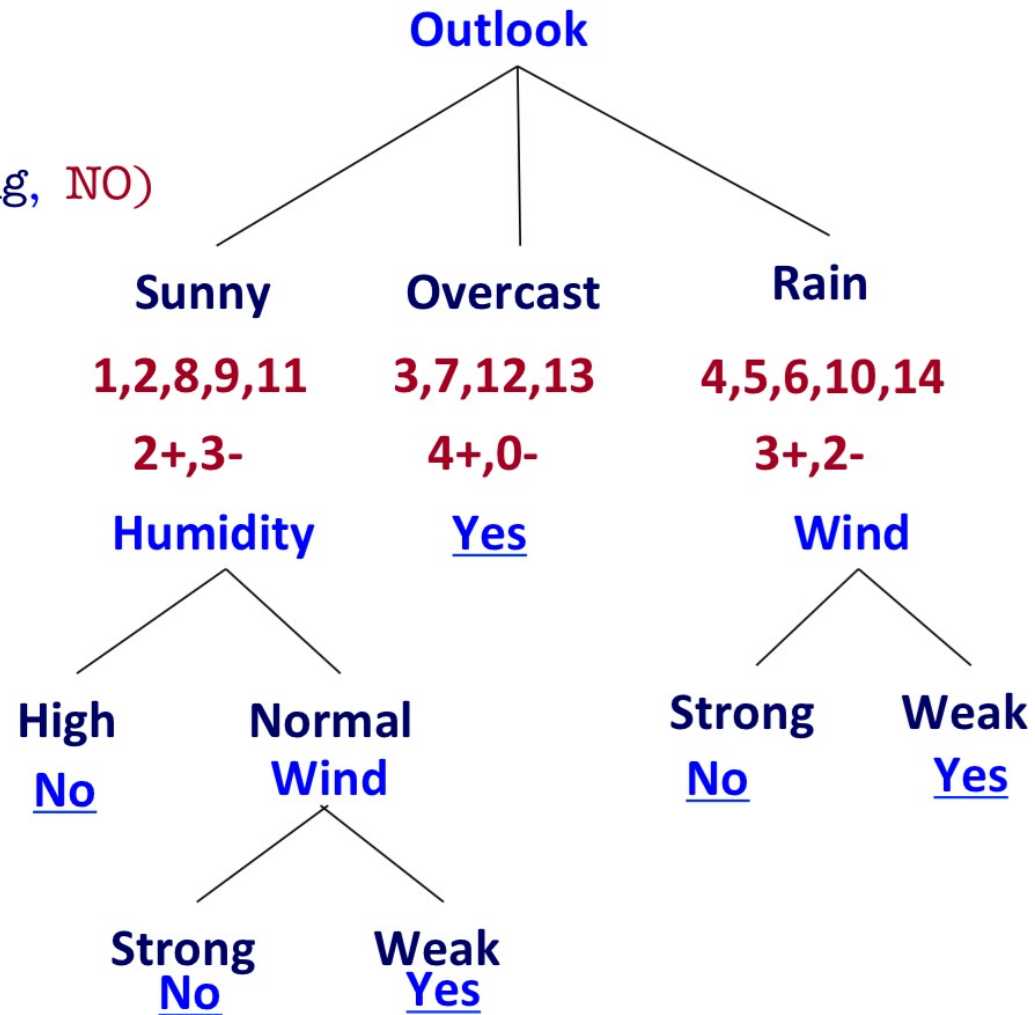 Outlook
g, NO)
Sunny Overcast Rain
1,2,8,9,11 3,7,12,13 4,5,6,10,14
2+,3- 4+,0- 3+,2-
Humidity Yes Wind
High Normal Strong Weak
No Wind No Yes
Strong Weak
No Yes